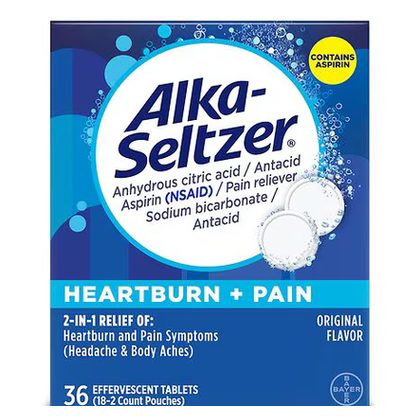 CONTAINS
ASPIRIN
Alka-
Seltzer®
Anhydrous citric acid / Antacid
Aspirin (NSAID) / Pain reliever
Sodium bicarbonate /
Antacid
HEARTBURN + PAIN
2-IN-1 RELIEF OF:
Heartburn and Pain Symptoms
(Headache & Body Aches)
ORIGINAL
FLAVOR
36 EFFERVESCENT TABLETS
(18-2 Count Pouches)
BAYER
BAYER